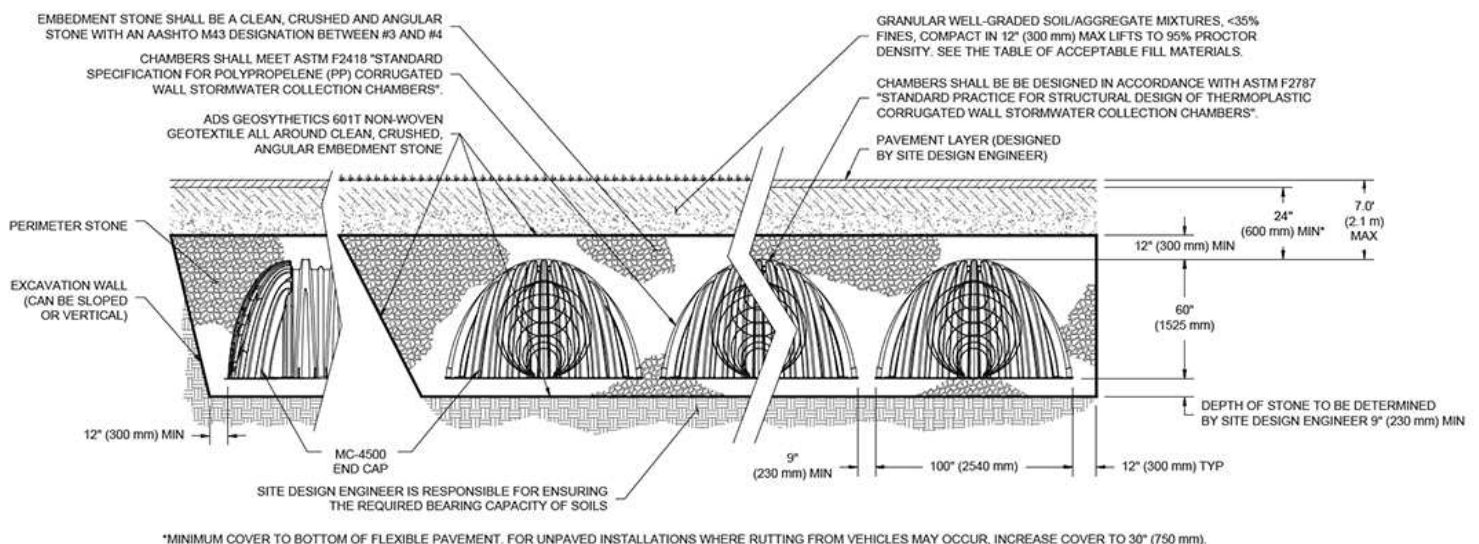 EMBEDMENT STONE SHALL BE A CLEAN, CRUSHED AND ANGULAR
STONE WITH AN AASHTO M43 DESIGNATION BETWEEN #3 AND #4
CHAMBERS SHALL MEET ASTM F2418 "STANDARD
SPECIFICATION FOR POLYPROPELENE (PP) CORRUGATED
WALL STORMWATER COLLECTION CHAMBERS".
ADS GEOSYTHETICS 601T NON-WOVEN
GEOTEXTILE ALL AROUND CLEAN, CRUSHED,
ANGULAR EMBEDMENT STONE
GRANULAR WELL-GRADED SOIL/AGGREGATE MIXTURES, <35%
FINES, COMPACT IN 12" (300 mm) MAX LIFTS TO 95% PROCTOR
DENSITY. SEE THE TABLE OF ACCEPTABLE FILL MATERIALS.
CHAMBERS SHALL BE BE DESIGNED IN ACCORDANCE WITH ASTM F2787
"STANDARD PRACTICE FOR STRUCTURAL DESIGN OF THERMOPLASTIC
CORRUGATED WALL STORMWATER COLLECTION CHAMBERS".
PAVEMENT LAYER (DESIGNED
BY SITE DESIGN ENGINEER)
PERIMETER STONE
EXCAVATION WALL
(CAN BE SLOPED
OR VERTICAL)
12" (300 mm) MIN
24"
(600 mm) MIN*
7.0'
(2.1 m)
MAX
60"
(1525 mm)
DEPTH OF STONE TO BE DETERMINED
BY SITE DESIGN ENGINEER 9" (230 mm) MIN
12" (300 mm) MIN
MC-4500
END CAP
SITE DESIGN ENGINEER IS RESPONSIBLE FOR ENSURING
THE REQUIRED BEARING CAPACITY OF SOILS
9"
(230 mm) MIN
100" (2540 mm)
12" (300 mm) TYP
*MINIMUM COVER TO BOTTOM OF FLEXIBLE PAVEMENT. FOR UNPAVED INSTALLATIONS WHERE RUTTING FROM VEHICLES MAY OCCUR, INCREASE COVER TO 30" (750 mm).